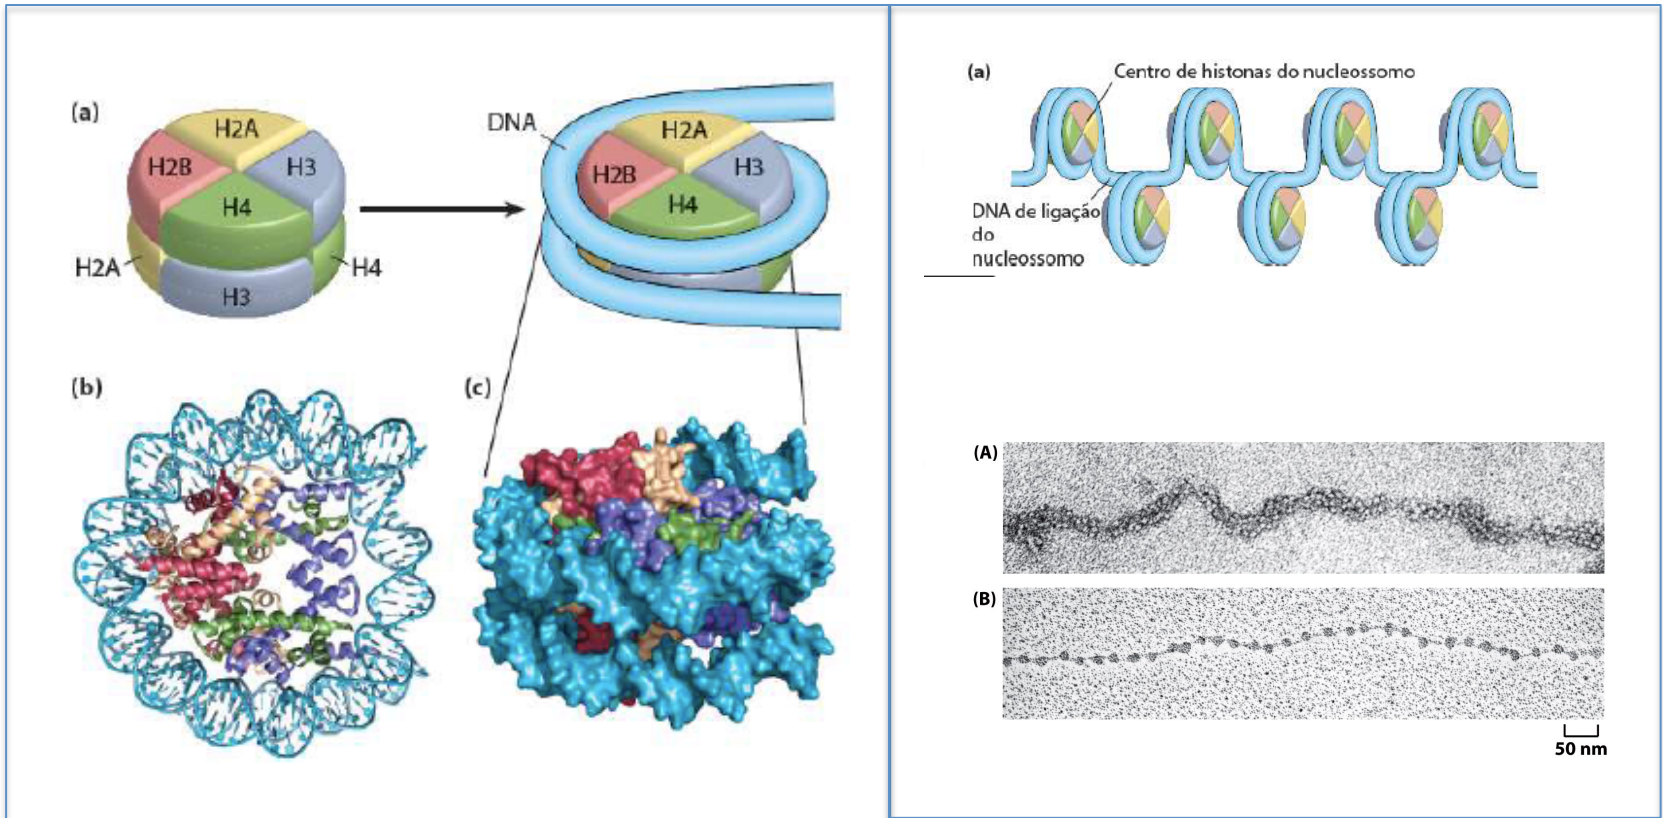 (a)
H2A
H2B
H3
H4
H2A
H4
H3
DNA
H2A
H2B
H3
H4
(b)
(c)
(a)
Centro de histonas do nucleossomo
DNA de ligação
do
nucleossomo
(A)
(B)
50 nm